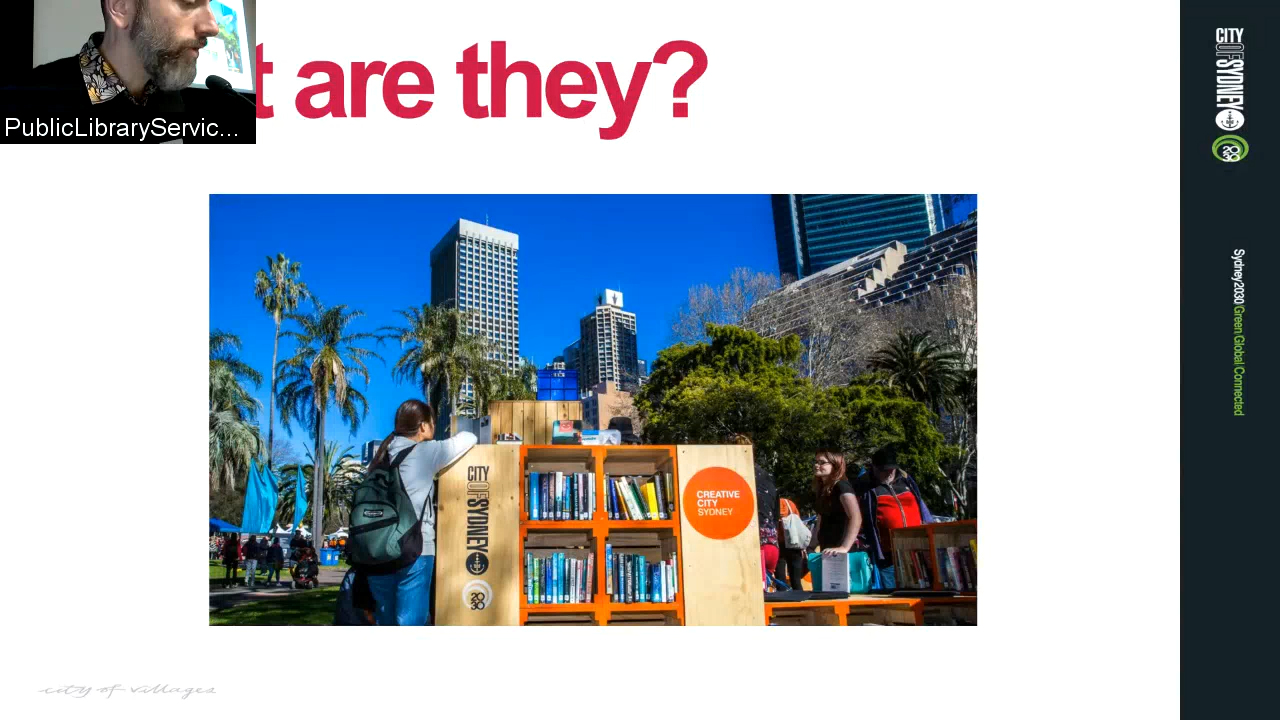 t are they?
PublicLibraryServic...
CITY
OF
SYDNEY
2030
Sydney2030 Green Global Connected
CITY
OF
SYDNEY
2030
CREATIVE
CITY
SYDNEY
city of villages